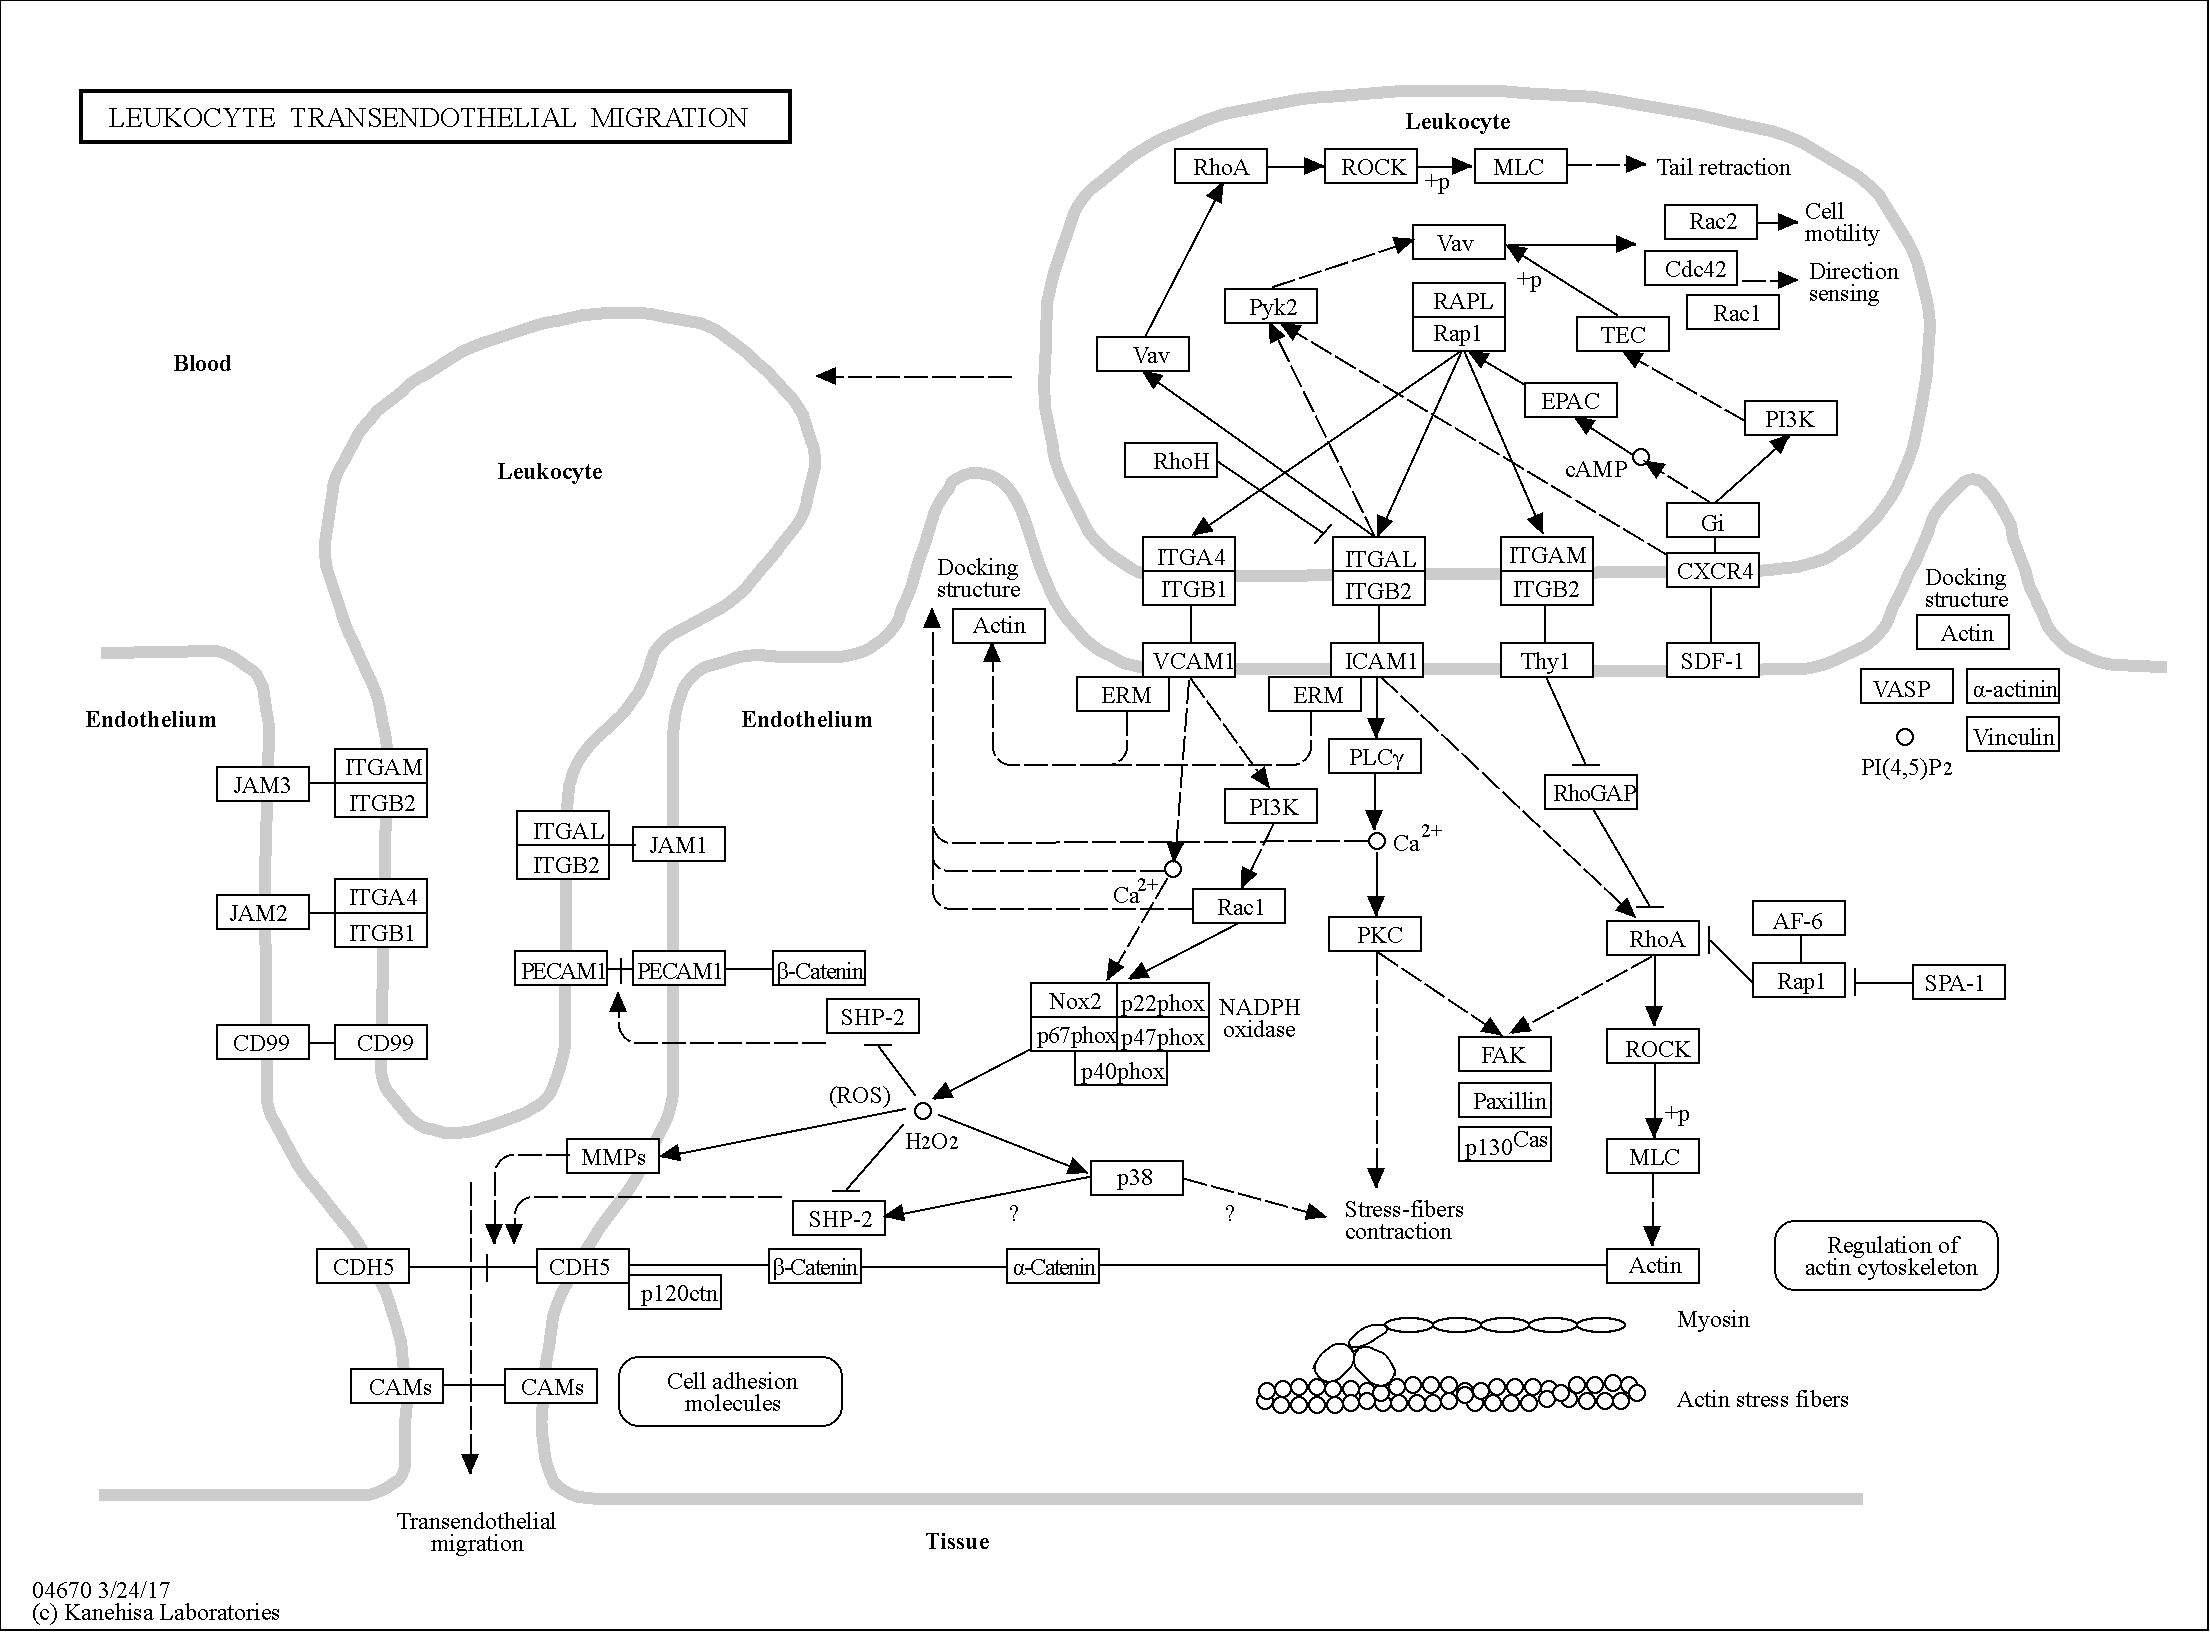 LEUKOCYTE TRANSENDOTHELIAL MIGRATION
Leukocyte
RhoA
ROCK
+p
MLC
Tail retraction
Rac2
Cell
motility
Vav
+p
Cdc42
Direction
sensing
Rac1
Pyk2
RAPL
Rap1
TEC
Vav
EPAC
PI3K
RhoH
cAMP
Gi
ITGA4
ITGB1
ITGAL
ITGB2
ITGAM
ITGB2
CXCR4
Blood
Leukocyte
Docking
structure
Actin
Docking
structure
Actin
VCAM1
ICAM1
Thy1
SDF-1
ERM
ERM
VASP
α-actinin
Vinculin
PI(4,5)P2
Endothelium
Endothelium
JAM3
ITGAM
ITGB2
ITGAL
ITGB2
JAM1
JAM2
ITGA4
ITGB1
PECAM1
PECAM1
β-Catenin
CD99
CD99
PLCγ
PI3K
RhoGAP
Ca2+
Ca2+
Rac1
PKC
RhoA
AF-6
Rap1
SPA-1
Nox2
p22phox
p67phox
p47phox
p40phox
NADPH
oxidase
SHP-2
(ROS)
H2O2
FAK
Paxillin
p130Cas
ROCK
+p
MLC
MMPs
p38
SHP-2
?
?
Stress-fibers
contraction
CDH5
CDH5
p120ctn
β-Catenin
α-Catenin
Actin
Regulation of
actin cytoskeleton
Myosin
Actin stress fibers
CAMs
CAMs
Cell adhesion
molecules
Transendothelial
migration
Tissue
04670 3/24/17
(c) Kanehisa Laboratories